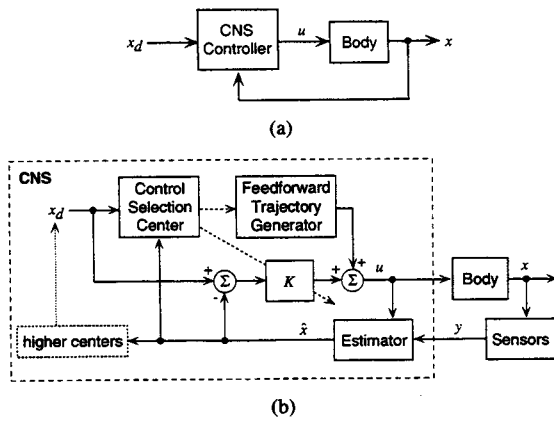 x_d
CNS
Controller
u
Body
x
(a)
CNS
x_d
Control
Selection
Center
Feedforward
Trajectory
Generator
+
-
Σ
K
+
+
Σ
u
Body
x
higher centers
x̂
Estimator
y
Sensors
(b)